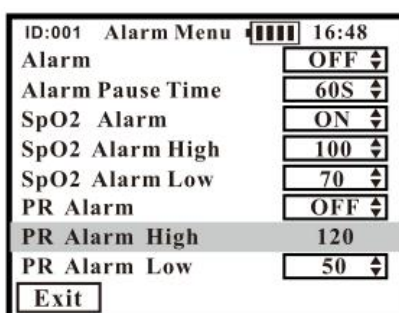 ID:001 Alarm Menu 16:48
Alarm OFF
Alarm Pause Time 60S
SpO2 Alarm ON
SpO2 Alarm High 100
SpO2 Alarm Low 70
PR Alarm OFF
PR Alarm High 120
PR Alarm Low 50
Exit